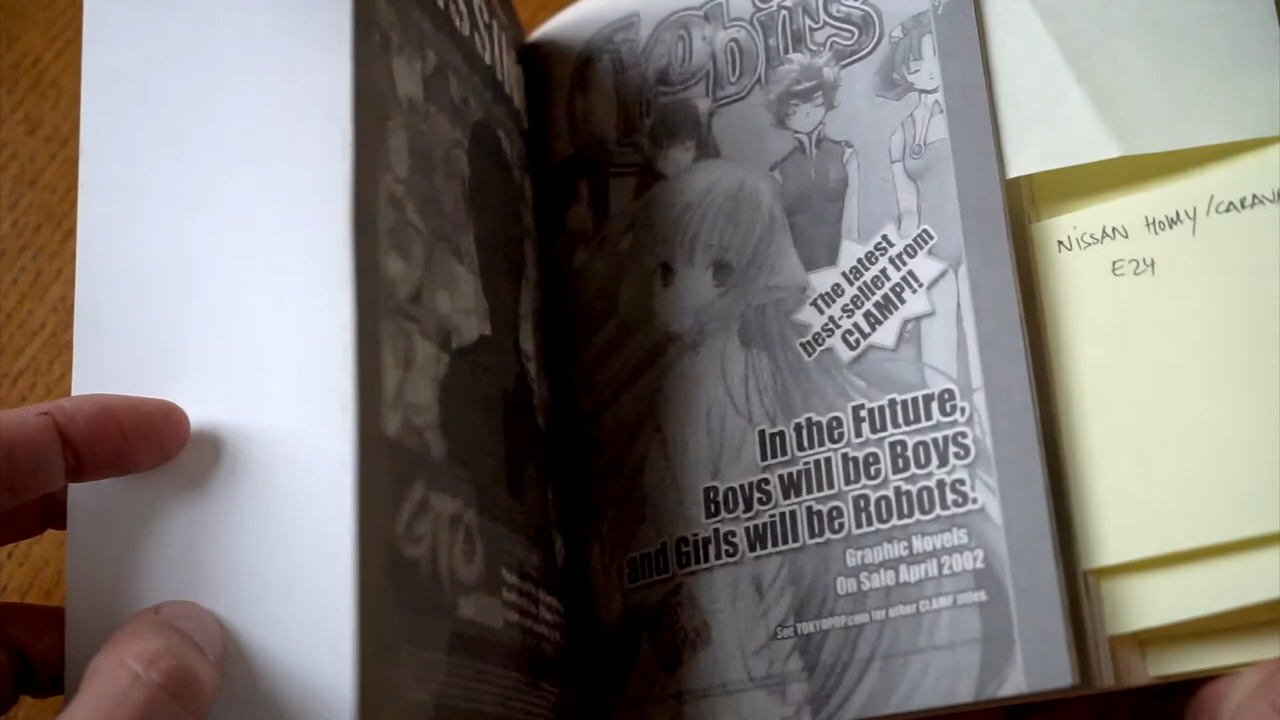 Chobits
The latest
best-seller from
CLAMP!!
In the Future,
Boys will be Boys
and Girls will be Robots.
Graphic Novels
On Sale April 2002
See TOKYOPOP.com for other CLAMP titles.
GTO
NISSAN HOMY/CARAV
E24